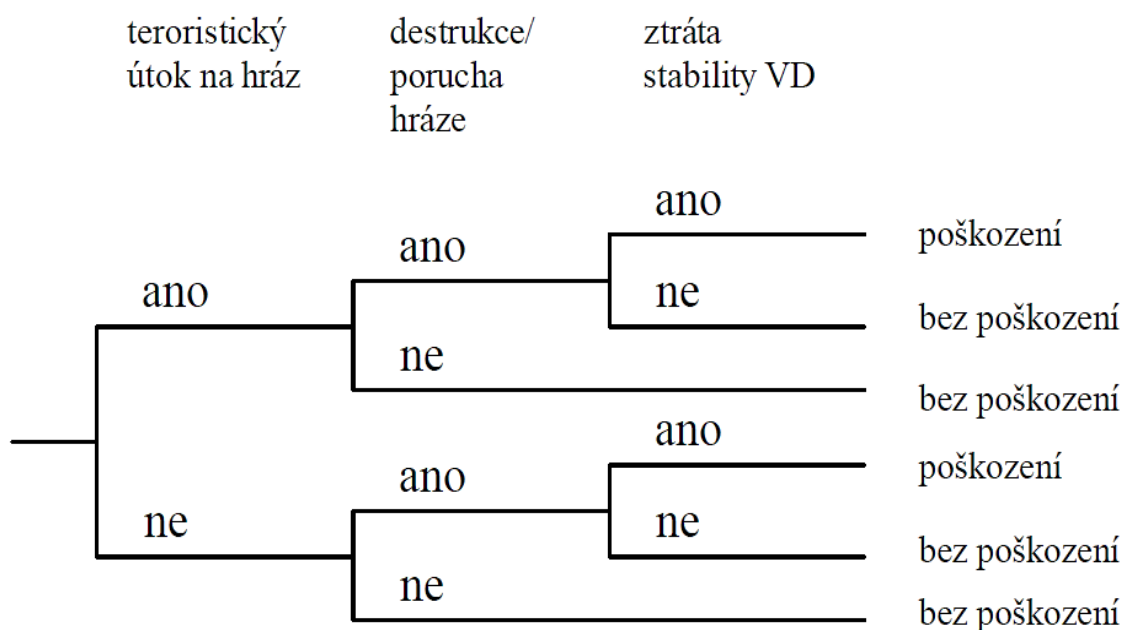 teroristický
útok na hráz
destrukce/
porucha
hráze
ztráta
stability VD
ano
poškození
ano
ne
ano
bez poškození
ne
bez poškození
ano
poškození
ano
ne
ne
bez poškození
ne
bez poškození